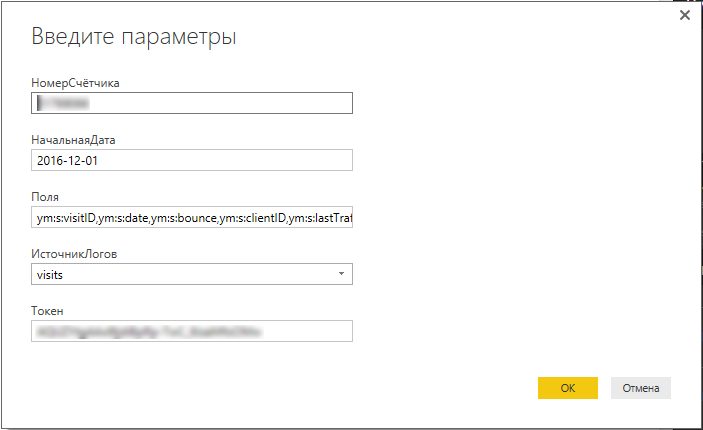 Введите параметры
НомерСчётчика
НачальнаяДата
2016-12-01
Поля
ym:s:visitID,ym:s:date,ym:s:bounce,ym:s:clientID,ym:s:lastTraf
ИсточникЛогов
visits
Токен
ОК
Отмена